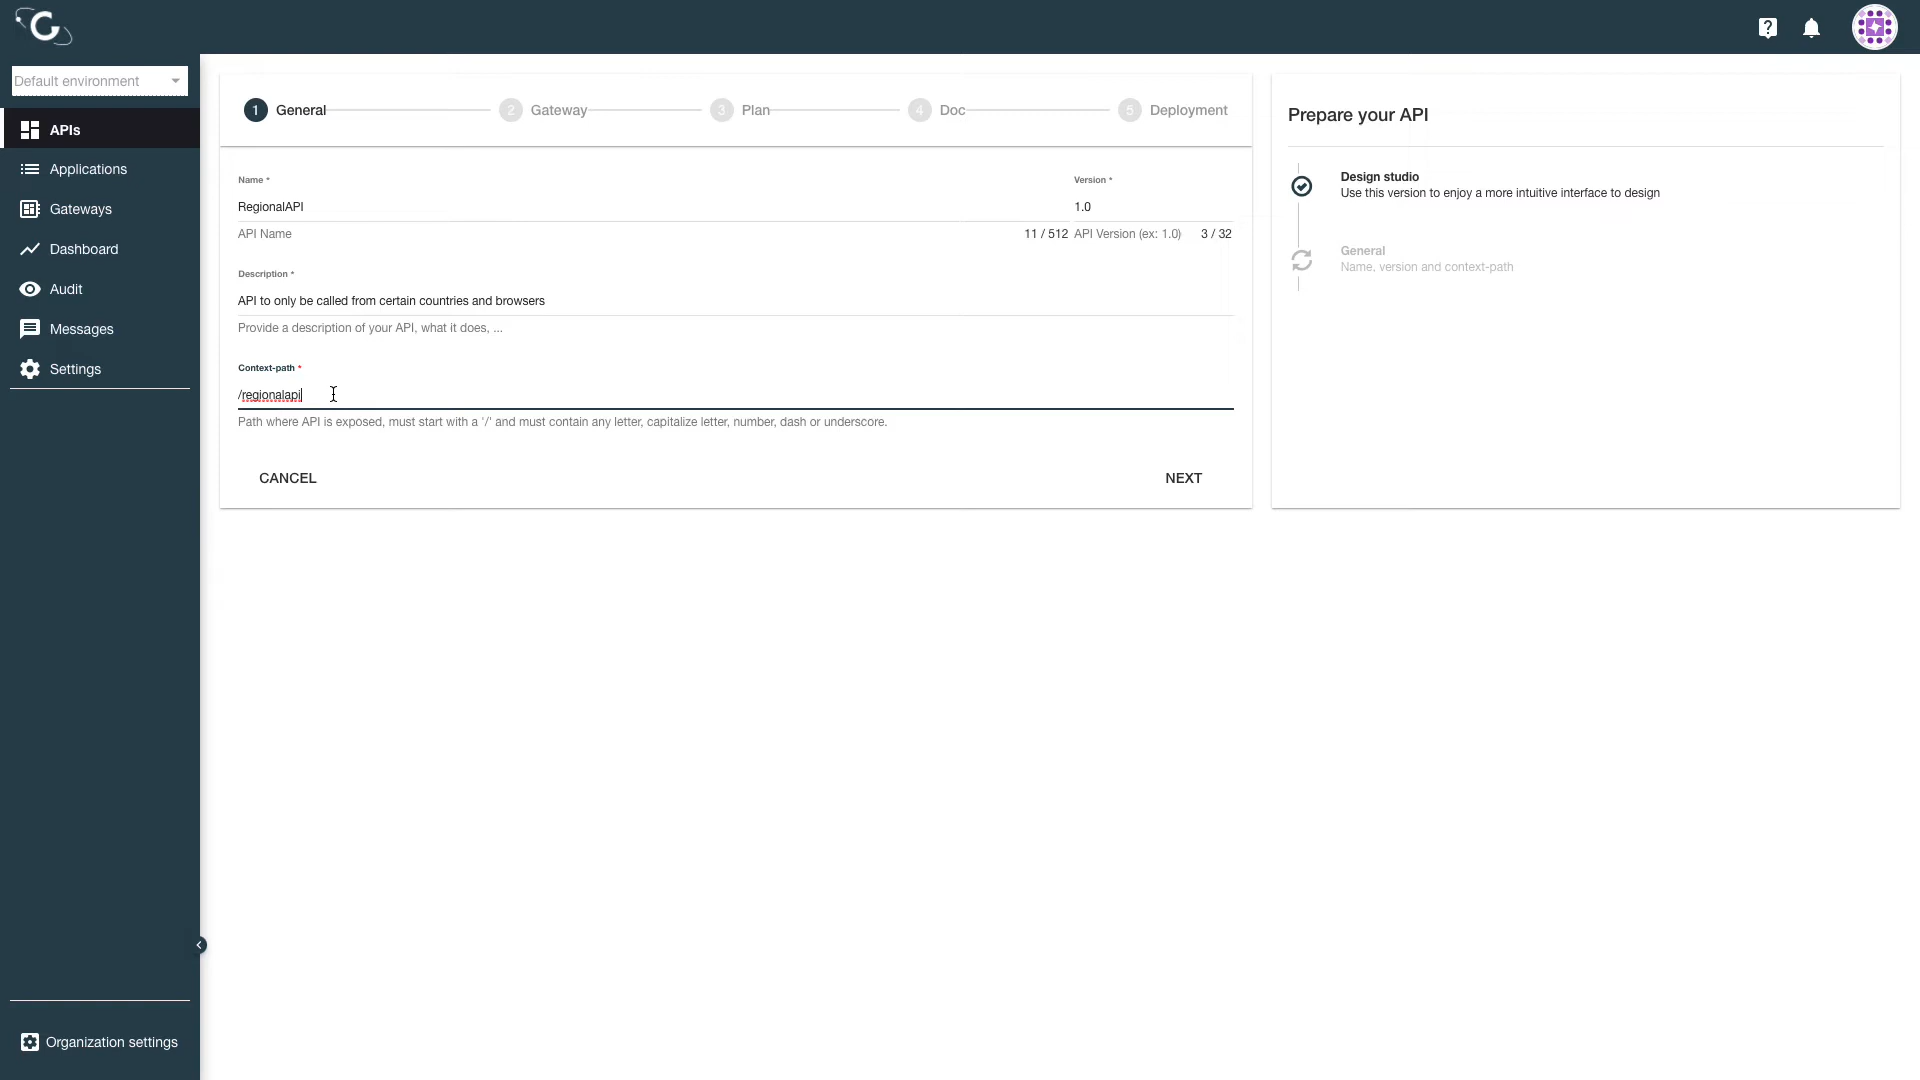 Default environment
APIs
Applications
Gateways
Dashboard
Audit
Messages
Settings
Organization settings
1 General 2 Gateway 3 Plan 4 Doc 5 Deployment
Name * Version *
RegionalAPI 1.0
API Name 11 / 512 API Version (ex: 1.0) 3 / 32
Description *
API to only be called from certain countries and browsers
Provide a description of your API, what it does, ...
Context-path *
/regionalapi
Path where API is exposed, must start with a '/' and must contain any letter, capitalize letter, number, dash or underscore.
CANCEL NEXT
Prepare your API
Design studio
Use this version to enjoy a more intuitive interface to design
General
Name, version and context-path